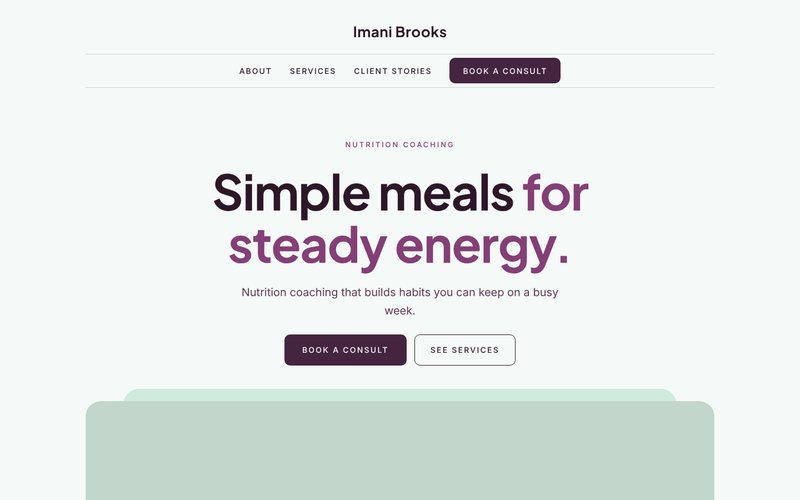 Imani Brooks
ABOUT SERVICES CLIENT STORIES BOOK A CONSULT
NUTRITION COACHING
Simple meals for
steady energy.
Nutrition coaching that builds habits you can keep on a busy
week.
BOOK A CONSULT SEE SERVICES